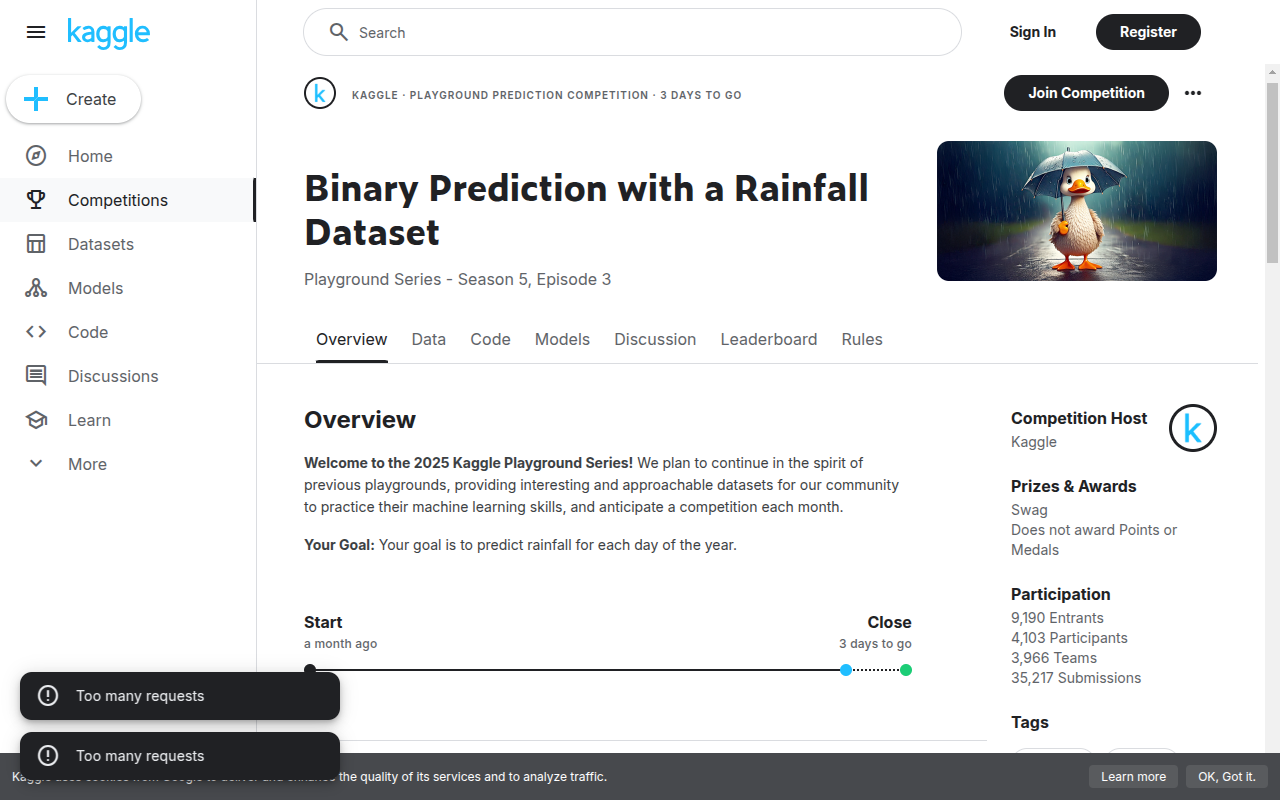 kaggle
Search
Sign In
Register
Create
Home
Competitions
Datasets
Models
Code
Discussions
Learn
More
k
KAGGLE · PLAYGROUND PREDICTION COMPETITION · 3 DAYS TO GO
Join Competition
Binary Prediction with a Rainfall
Dataset
Playground Series - Season 5, Episode 3
Overview Data Code Models Discussion Leaderboard Rules
Overview
Welcome to the 2025 Kaggle Playground Series! We plan to continue in the spirit of
previous playgrounds, providing interesting and approachable datasets for our community
to practice their machine learning skills, and anticipate a competition each month.
Your Goal: Your goal is to predict rainfall for each day of the year.
Start
a month ago
Close
3 days to go
Competition Host
Kaggle
k
Prizes & Awards
Swag
Does not award Points or
Medals
Participation
9,190 Entrants
4,103 Participants
3,966 Teams
35,217 Submissions
Tags
Too many requests
Too many requests
the quality of its services and to analyze traffic.
Learn more
OK, Got it.